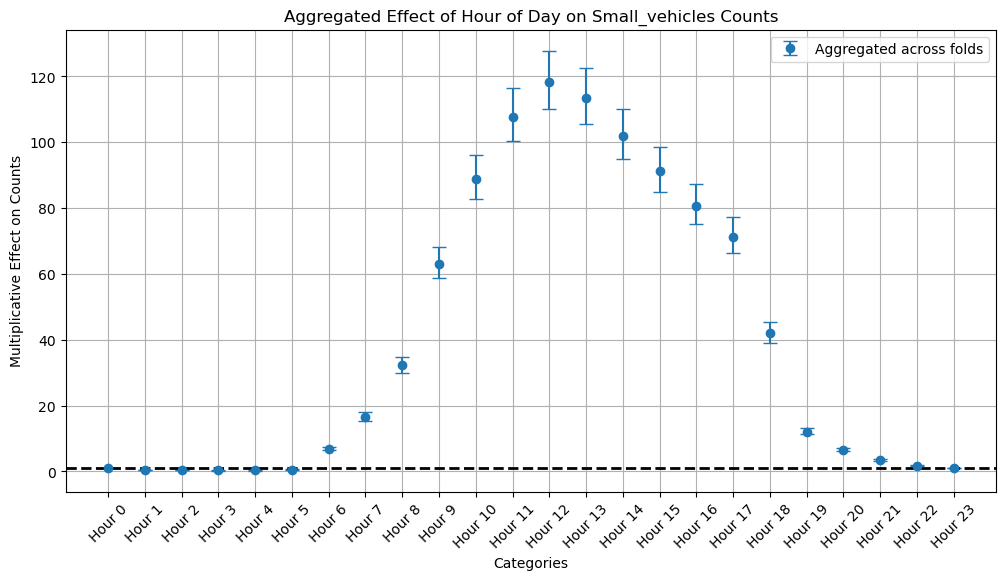 Aggregated Effect of Hour of Day on Small_vehicles Counts
Aggregated across folds
Multiplicative Effect on Counts
120
100
80
60
40
20
0
Hour 0
Hour 1
Hour 2
Hour 3
Hour 4
Hour 5
Hour 6
Hour 7
Hour 8
Hour 9
Hour 10
Hour 11
Hour 12
Hour 13
Hour 14
Hour 15
Hour 16
Hour 17
Hour 18
Hour 19
Hour 20
Hour 21
Hour 22
Hour 23
Categories